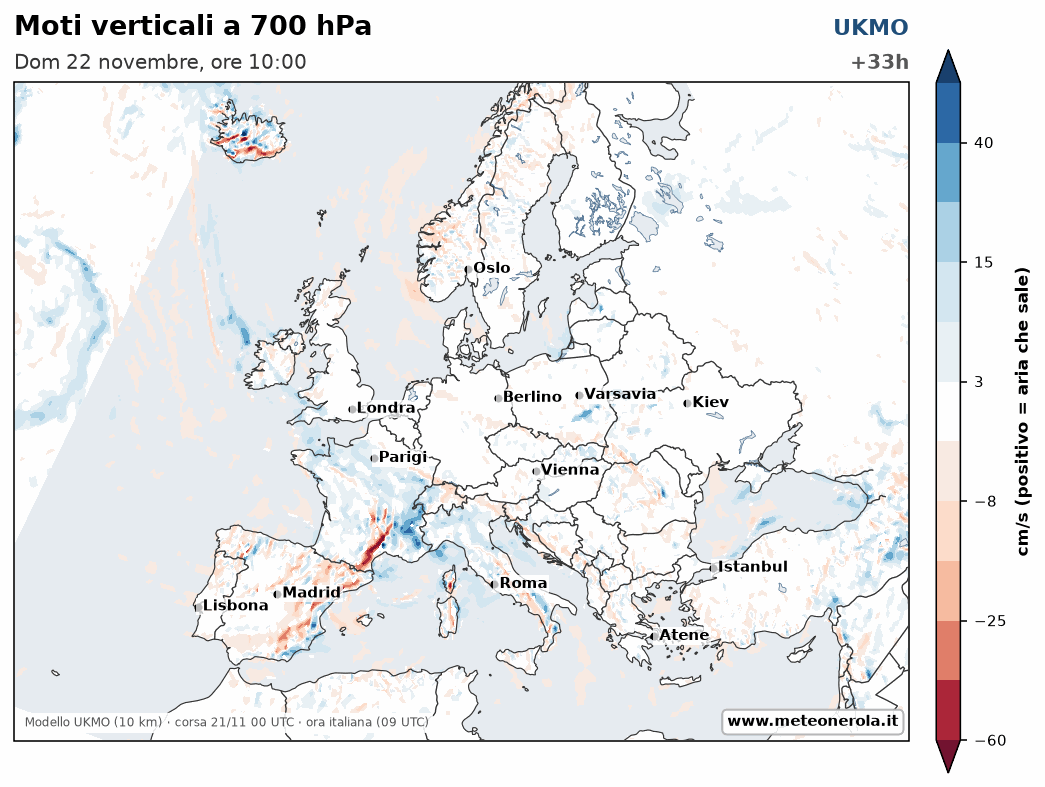 Moti verticali a 700 hPa
UKMO
Dom 22 novembre, ore 10:00
+33h
40
15
3
−8
−25
−60
cm/s (positivo = aria che sale)
Oslo
Londra
Berlino
Varsavia
Kiev
Parigi
Vienna
Istanbul
Roma
Madrid
Lisbona
Atene
Modello UKMO (10 km) · corsa 21/11 00 UTC · ora italiana (09 UTC)
www.meteonerola.it